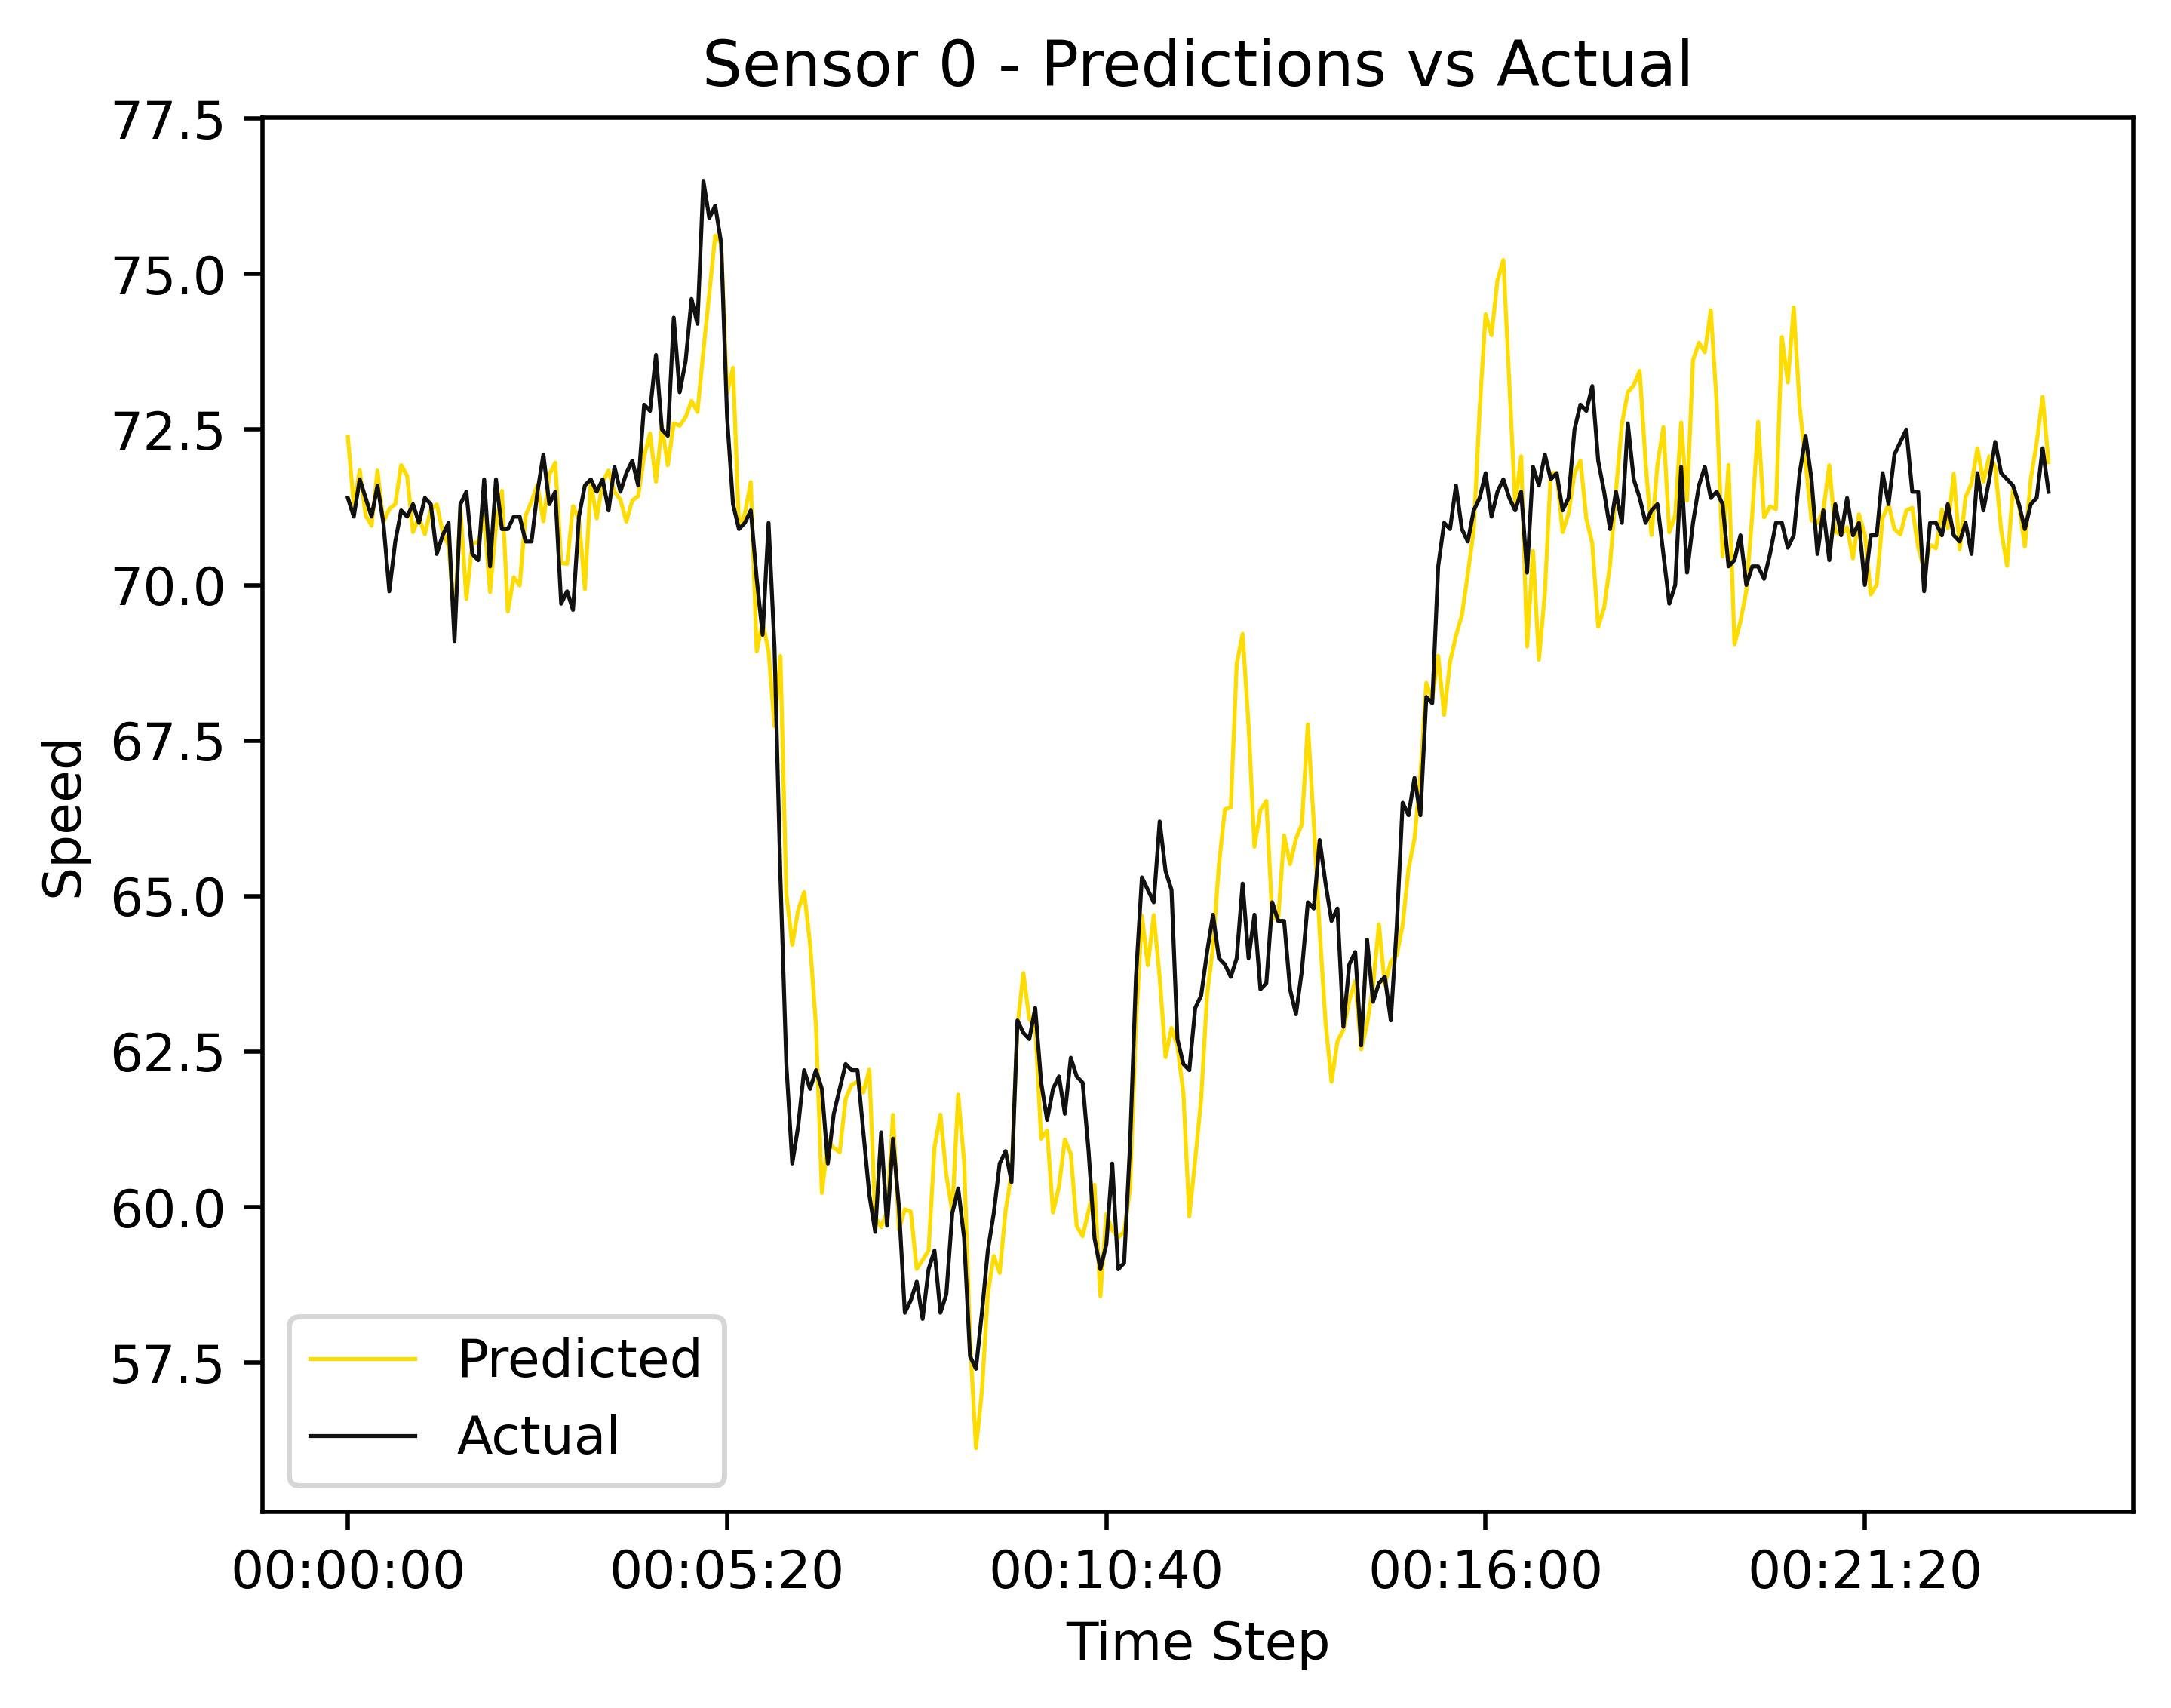 Sensor 0 - Predictions vs Actual
77.5
75.0
72.5
70.0
67.5
65.0
62.5
60.0
57.5
Speed
Predicted
Actual
00:00:00 00:05:20 00:10:40 00:16:00 00:21:20
Time Step